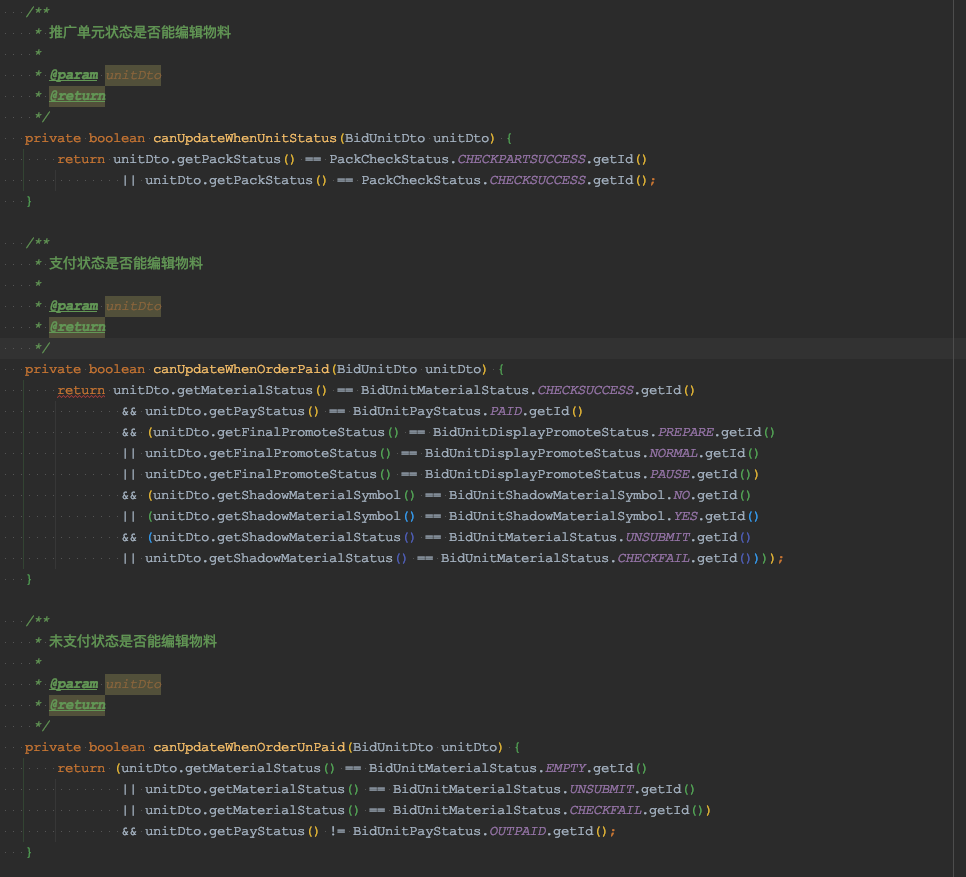 /**
 * 推广单元状态是否能编辑物料
 *
 * @param unitDto
 * @return
 */
private boolean canUpdateWhenUnitStatus(BidUnitDto unitDto) {
    return unitDto.getPackStatus() == PackCheckStatus.CHECKPARTSUCCESS.getId()
            || unitDto.getPackStatus() == PackCheckStatus.CHECKSUCCESS.getId();
}

/**
 * 支付状态是否能编辑物料
 *
 * @param unitDto
 * @return
 */
private boolean canUpdateWhenOrderPaid(BidUnitDto unitDto) {
    return unitDto.getMaterialStatus() == BidUnitMaterialStatus.CHECKSUCCESS.getId()
            && unitDto.getPayStatus() == BidUnitPayStatus.PAID.getId()
            && (unitDto.getFinalPromoteStatus() == BidUnitDisplayPromoteStatus.PREPARE.getId()
            || unitDto.getFinalPromoteStatus() == BidUnitDisplayPromoteStatus.NORMAL.getId()
            || unitDto.getFinalPromoteStatus() == BidUnitDisplayPromoteStatus.PAUSE.getId())
            && (unitDto.getShadowMaterialSymbol() == BidUnitShadowMaterialSymbol.NO.getId()
            || (unitDto.getShadowMaterialSymbol() == BidUnitShadowMaterialSymbol.YES.getId()
            && (unitDto.getShadowMaterialStatus() == BidUnitMaterialStatus.UNSUBMIT.getId()
            || unitDto.getShadowMaterialStatus() == BidUnitMaterialStatus.CHECKFAIL.getId())));
}

/**
 * 未支付状态是否能编辑物料
 *
 * @param unitDto
 * @return
 */
private boolean canUpdateWhenOrderUnPaid(BidUnitDto unitDto) {
    return (unitDto.getMaterialStatus() == BidUnitMaterialStatus.EMPTY.getId()
            || unitDto.getMaterialStatus() == BidUnitMaterialStatus.UNSUBMIT.getId()
            || unitDto.getMaterialStatus() == BidUnitMaterialStatus.CHECKFAIL.getId())
            && unitDto.getPayStatus() != BidUnitPayStatus.OUTPAID.getId();
}